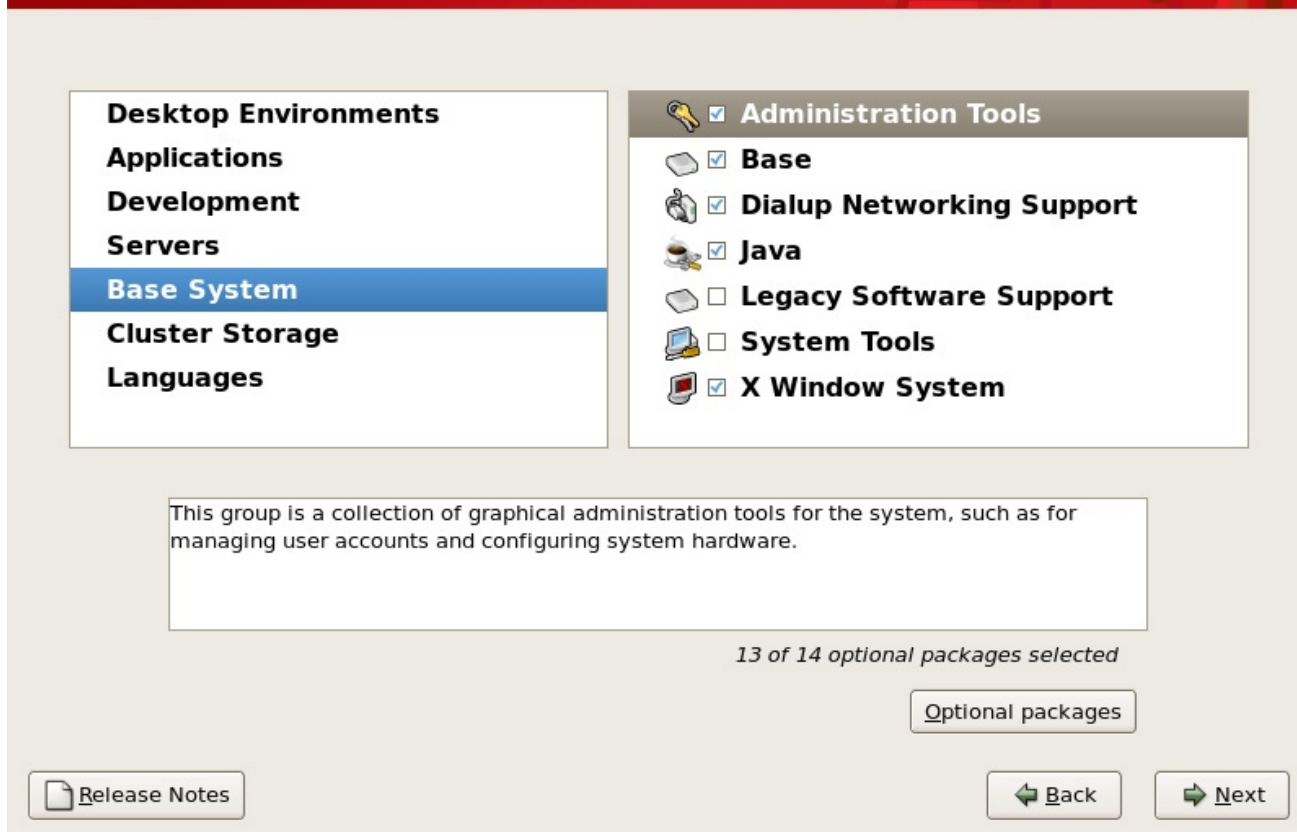 Desktop Environments
Applications
Development
Servers
Base System
Cluster Storage
Languages
Administration Tools
Base
Dialup Networking Support
Java
Legacy Software Support
System Tools
X Window System
This group is a collection of graphical administration tools for the system, such as for
managing user accounts and configuring system hardware.
13 of 14 optional packages selected
Optional packages
Release Notes
Back
Next